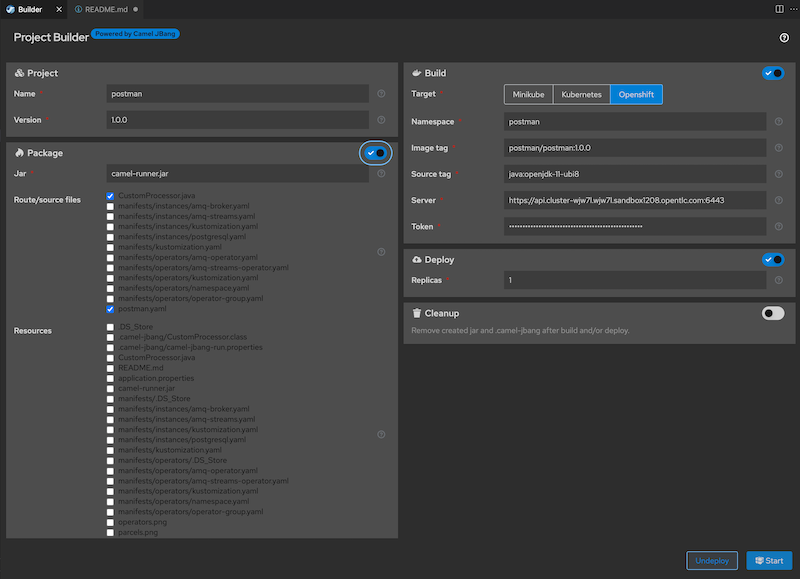 Builder
README.md
Project Builder
Powered by Camel JBang
Project
Name *
postman
Version *
1.0.0
Package
Jar *
camel-runner.jar
Route/source files
CustomProcessor.java
manifests/instances/amq-broker.yaml
manifests/instances/amq-streams.yaml
manifests/instances/kustomization.yaml
manifests/instances/postgresql.yaml
manifests/kustomization.yaml
manifests/operators/amq-operator.yaml
manifests/operators/amq-streams-operator.yaml
manifests/operators/kustomization.yaml
manifests/operators/namespace.yaml
manifests/operators/operator-group.yaml
postman.yaml
Resources
.DS_Store
.camel-jbang/CustomProcessor.class
.camel-jbang/camel-jbang-run.properties
CustomProcessor.java
README.md
application.properties
camel-runner.jar
manifests/.DS_Store
manifests/instances/amq-broker.yaml
manifests/instances/amq-streams.yaml
manifests/instances/kustomization.yaml
manifests/instances/postgresql.yaml
manifests/kustomization.yaml
manifests/operators/.DS_Store
manifests/operators/amq-operator.yaml
manifests/operators/amq-streams-operator.yaml
manifests/operators/kustomization.yaml
manifests/operators/namespace.yaml
manifests/operators/operator-group.yaml
operators.png
parcels.png
Build
Target *
Minikube
Kubernetes
Openshift
Namespace *
postman
Image tag *
postman/postman:1.0.0
Source tag *
java:openjdk-11-ubi8
Server *
https://api.cluster-wjw7l.wjw7l.sandbox1208.opentlc.com:6443
Token *
Deploy
Replicas *
1
Cleanup
Remove created jar and .camel-jbang after build and/or deploy.
Undeploy
Start